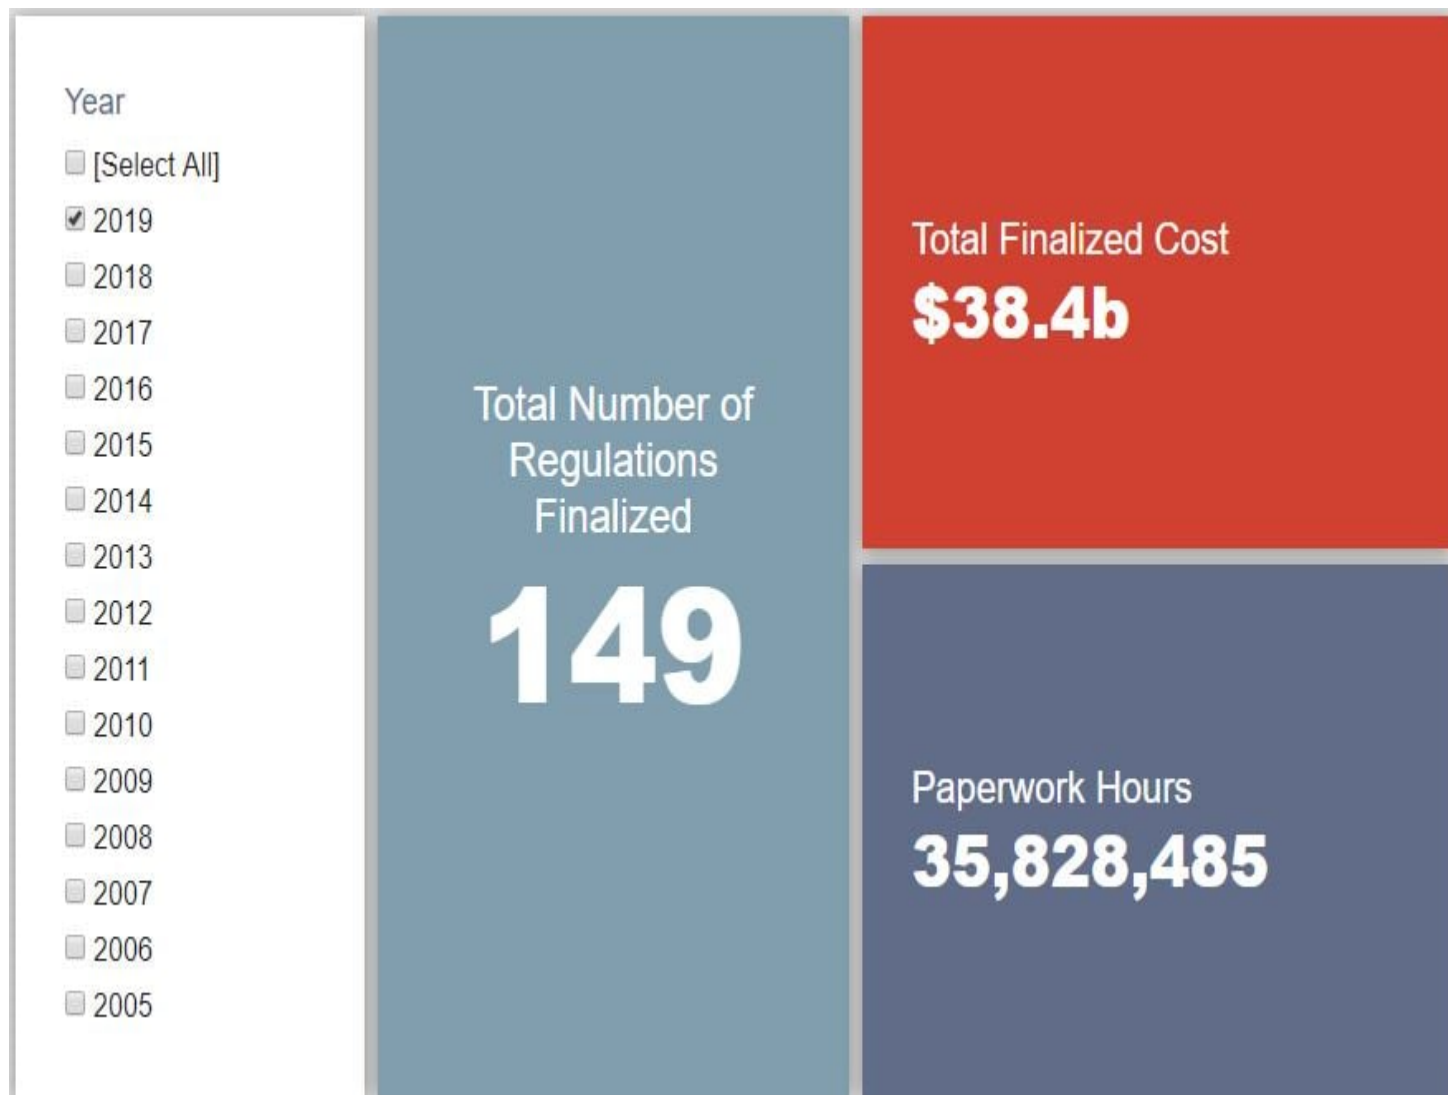 Year
[Select All]
2019
2018
2017
2016
2015
2014
2013
2012
2011
2010
2009
2008
2007
2006
2005
Total Number of
Regulations
Finalized
149
Total Finalized Cost
$38.4b
Paperwork Hours
35,828,485